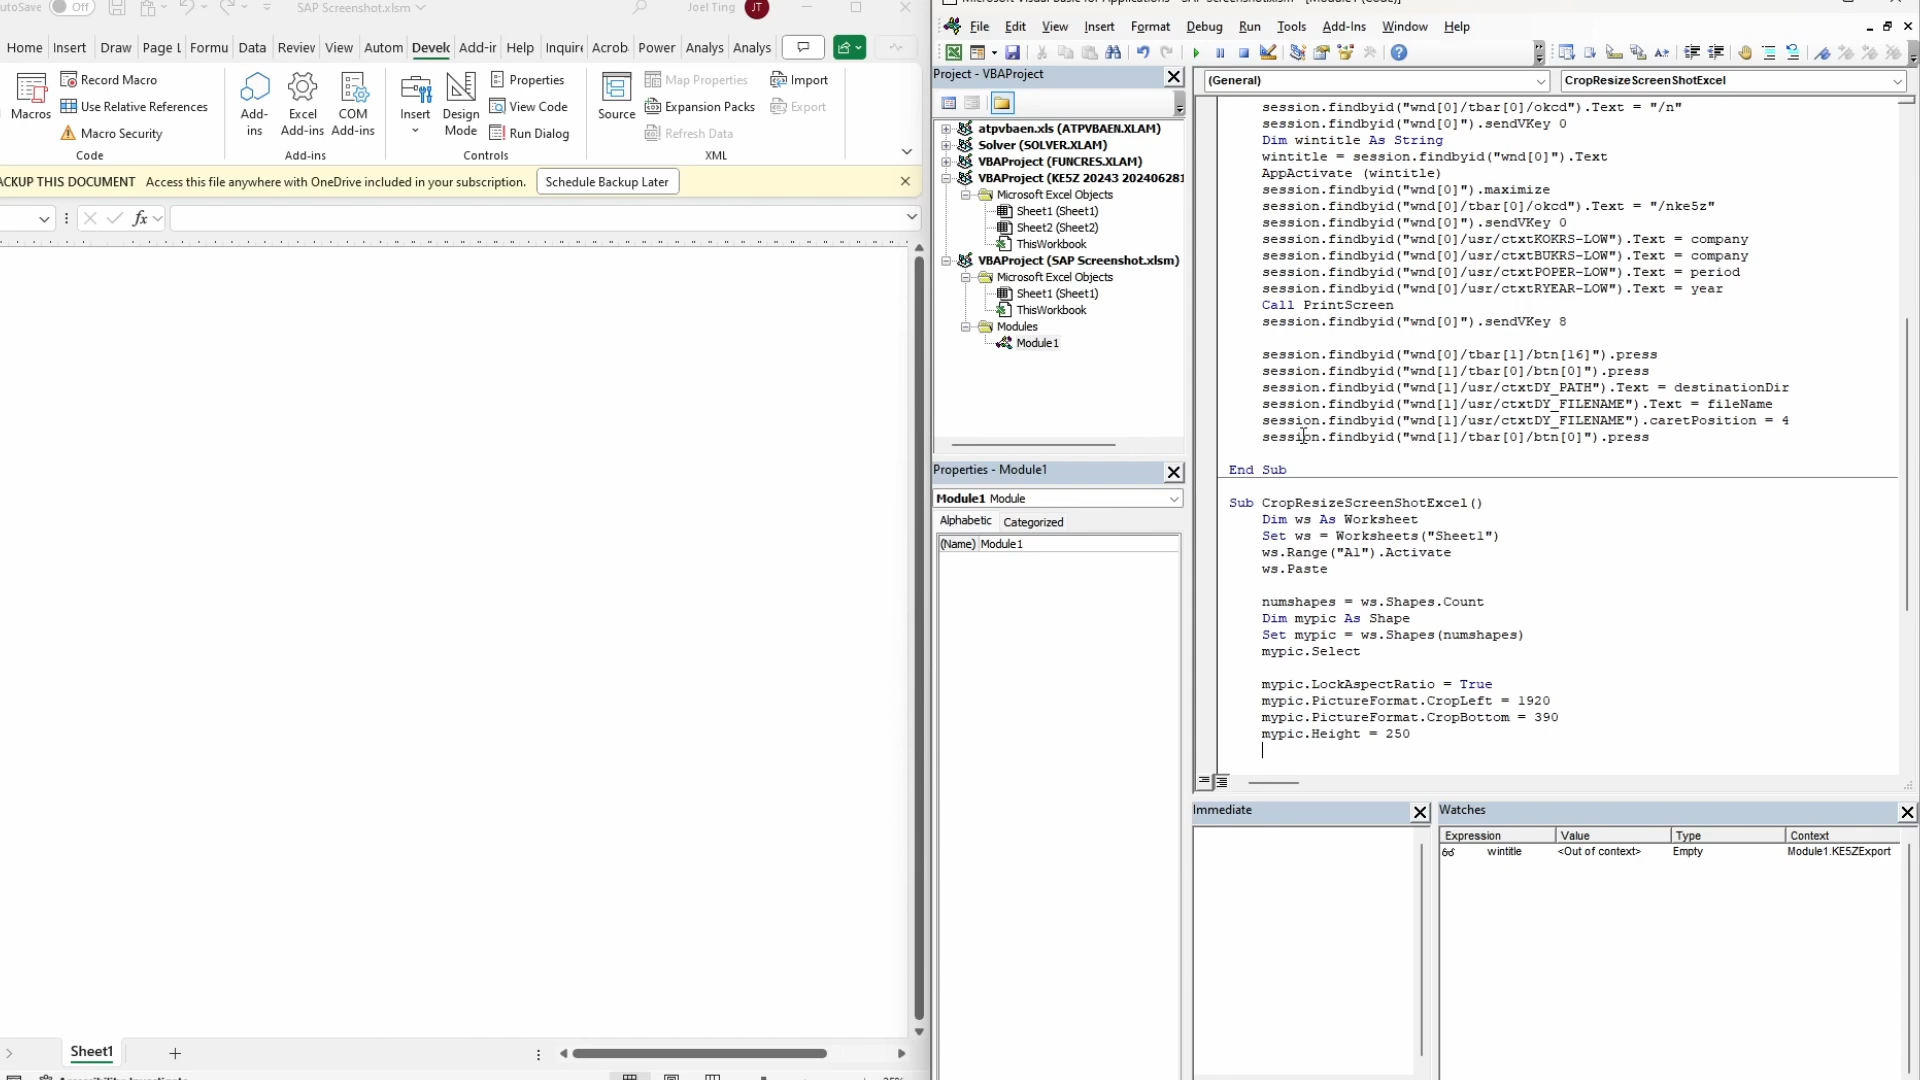 Off
SAP Screenshot.xlsm
Joel Ting
JT
Home Insert Draw Page L Formu Data Review View Autom Devel Add-ir Help Inquire Acrob Power Analys Analys
Macros
Record Macro
Use Relative References
Macro Security
Code
Add-
ins
Excel
Add-ins
COM
Add-ins
Add-ins
Insert
Design
Mode
Properties
View Code
Run Dialog
Controls
Source
Map Properties
Expansion Packs
Refresh Data
Import
Export
XML
ACKUP THIS DOCUMENT Access this file anywhere with OneDrive included in your subscription.
Schedule Backup Later
fx
Sheet1
File Edit View Insert Format Debug Run Tools Add-Ins Window Help
Project - VBAProject
atpvbaen.xls (ATPVBAEN.XLAM)
Solver (SOLVER.XLAM)
VBAProject (FUNCRES.XLAM)
VBAProject (KE5Z 20243 202406281
Microsoft Excel Objects
Sheet1 (Sheet1)
Sheet2 (Sheet2)
ThisWorkbook
VBAProject (SAP Screenshot.xlsm)
Microsoft Excel Objects
Sheet1 (Sheet1)
ThisWorkbook
Modules
Module1
Properties - Module1
Module1 Module
Alphabetic Categorized
(Name) Module1
(General)
CropResizeScreenShotExcel
session.findbyid("wnd[0]/tbar[0]/okcd").Text = "/n"
session.findbyid("wnd[0]").sendVKey 0
Dim wintitle As String
wintitle = session.findbyid("wnd[0]").Text
AppActivate (wintitle)
session.findbyid("wnd[0]").maximize
session.findbyid("wnd[0]/tbar[0]/okcd").Text = "/nke5z"
session.findbyid("wnd[0]").sendVKey 0
session.findbyid("wnd[0]/usr/ctxtKOKRS-LOW").Text = company
session.findbyid("wnd[0]/usr/ctxtBUKRS-LOW").Text = company
session.findbyid("wnd[0]/usr/ctxtPOPER-LOW").Text = period
session.findbyid("wnd[0]/usr/ctxtRYEAR-LOW").Text = year
Call PrintScreen
session.findbyid("wnd[0]").sendVKey 8
session.findbyid("wnd[0]/tbar[1]/btn[16]").press
session.findbyid("wnd[1]/tbar[0]/btn[0]").press
session.findbyid("wnd[1]/usr/ctxtDY_PATH").Text = destinationDir
session.findbyid("wnd[1]/usr/ctxtDY_FILENAME").Text = fileName
session.findbyid("wnd[1]/usr/ctxtDY_FILENAME").caretPosition = 4
session.findbyid("wnd[1]/tbar[0]/btn[0]").press
End Sub
Sub CropResizeScreenShotExcel()
Dim ws As Worksheet
Set ws = Worksheets("Sheet1")
ws.Range("A1").Activate
ws.Paste
numshapes = ws.Shapes.Count
Dim mypic As Shape
Set mypic = ws.Shapes(numshapes)
mypic.Select
mypic.LockAspectRatio = True
mypic.PictureFormat.CropLeft = 1920
mypic.PictureFormat.CropBottom = 390
mypic.Height = 250
Immediate
Watches
Expression Value Type Context
wintitle <Out of context> Empty Module1.KE5ZExport